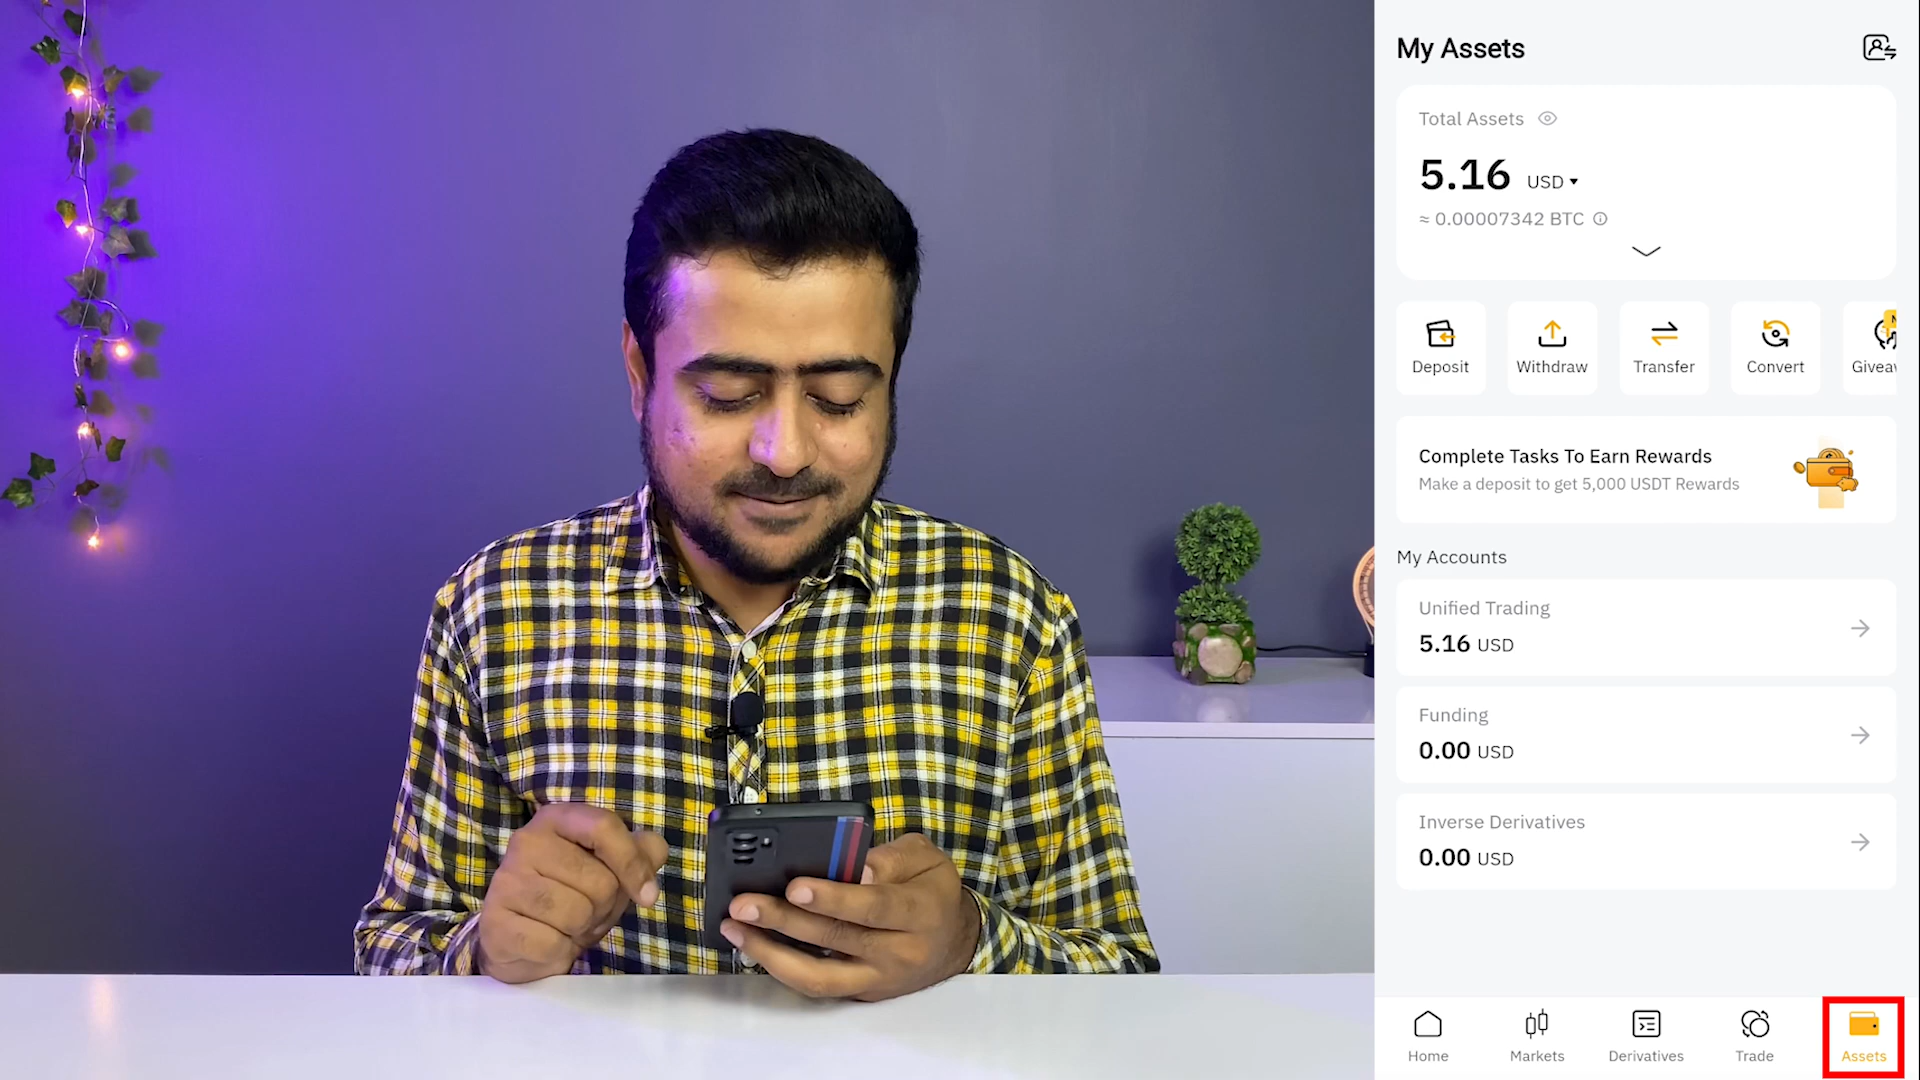 My Assets
Total Assets
5.16 USD
≈ 0.00007342 BTC
Deposit
Withdraw
Transfer
Convert
Giveav
Complete Tasks To Earn Rewards
Make a deposit to get 5,000 USDT Rewards
My Accounts
Unified Trading
5.16 USD
Funding
0.00 USD
Inverse Derivatives
0.00 USD
Home
Markets
Derivatives
Trade
Assets